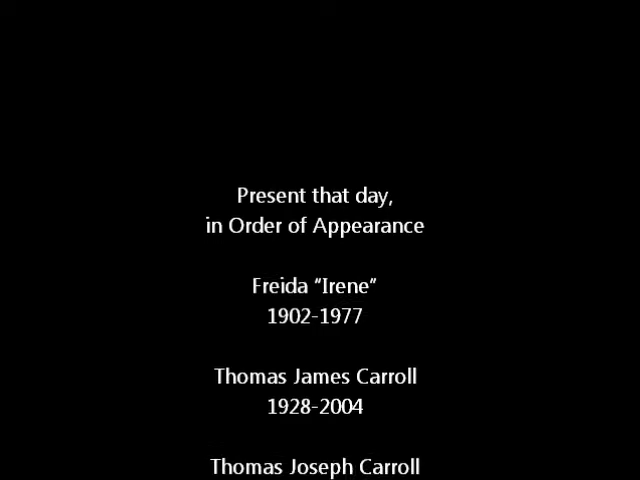 Present that day,
in Order of Appearance
Freida “Irene”
1902-1977
Thomas James Carroll
1928-2004
Thomas Joseph Carroll